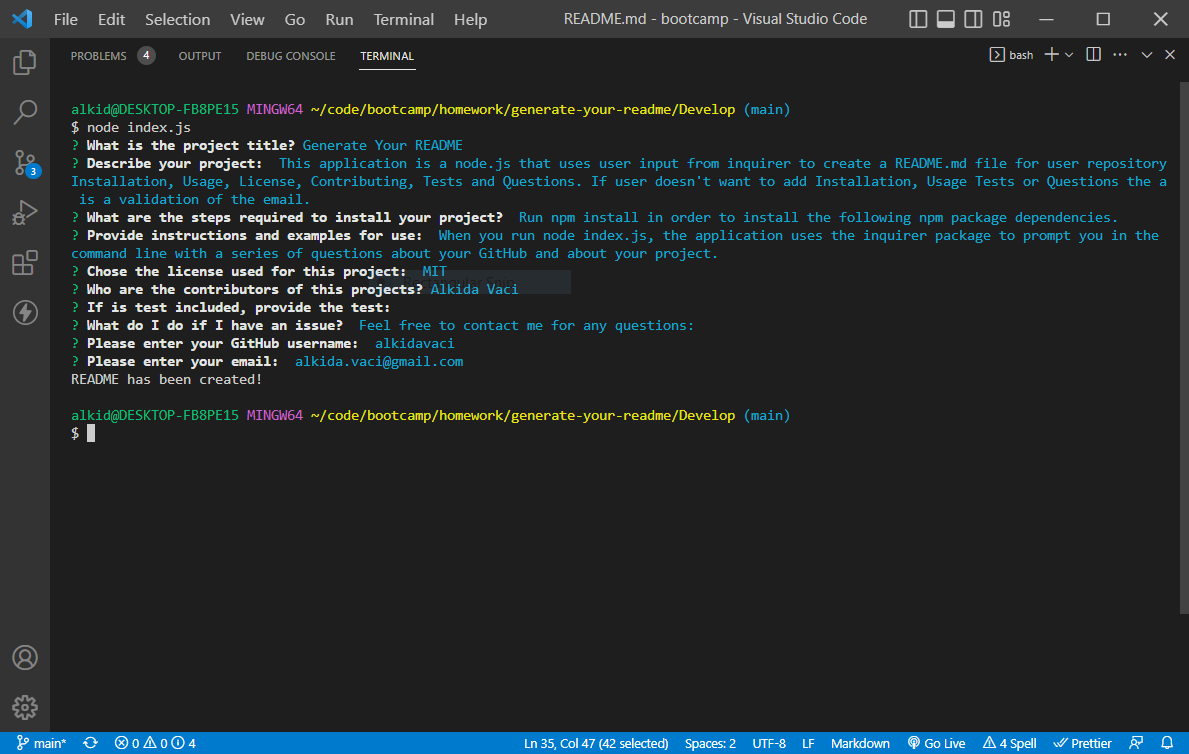 File Edit Selection View Go Run Terminal Help README.md - bootcamp - Visual Studio Code
PROBLEMS 4 OUTPUT DEBUG CONSOLE TERMINAL bash
alkid@DESKTOP-FB8PE15 MINGW64 ~/code/bootcamp/homework/generate-your-readme/Develop (main)
$ node index.js
? What is the project title? Generate Your README
? Describe your project:  This application is a node.js that uses user input from inquirer to create a README.md file for user repository
Installation, Usage, License, Contributing, Tests and Questions. If user doesn't want to add Installation, Usage Tests or Questions the a
is a validation of the email.
? What are the steps required to install your project?  Run npm install in order to install the following npm package dependencies.
? Provide instructions and examples for use:  When you run node index.js, the application uses the inquirer package to prompt you in the
command line with a series of questions about your GitHub and about your project.
? Chose the license used for this project:  MIT
? Who are the contributors of this projects? Alkida Vaci
? If is test included, provide the test:
? What do I do if I have an issue?  Feel free to contact me for any questions:
? Please enter your GitHub username:  alkidavaci
? Please enter your email:  alkida.vaci@gmail.com
README has been created!
alkid@DESKTOP-FB8PE15 MINGW64 ~/code/bootcamp/homework/generate-your-readme/Develop (main)
$
3
main* 0 0 4 Ln 35, Col 47 (42 selected) Spaces: 2 UTF-8 LF Markdown Go Live 4 Spell Prettier